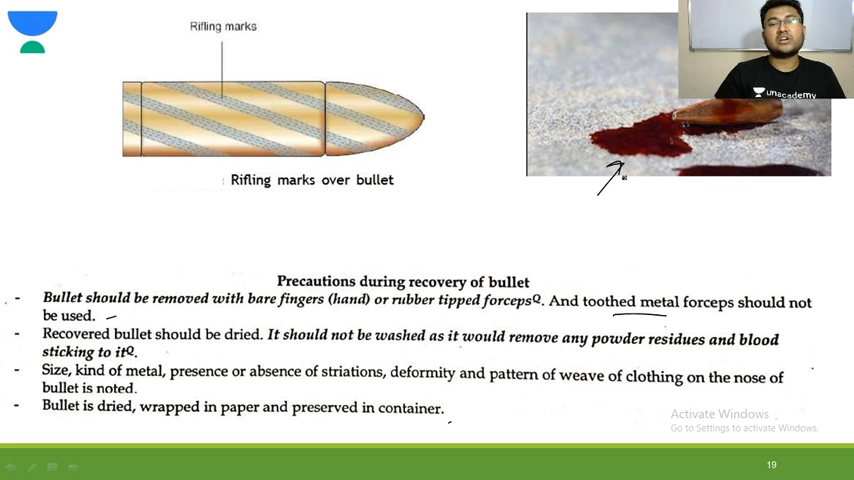 Rifling marks
unacademy
Rifling marks over bullet
Precautions during recovery of bullet
- Bullet should be removed with bare fingers (hand) or rubber tipped forcepsQ. And toothed metal forceps should not
be used.
- Recovered bullet should be dried. It should not be washed as it would remove any powder residues and blood
sticking to itQ.
- Size, kind of metal, presence or absence of striations, deformity and pattern of weave of clothing on the nose of
bullet is noted.
- Bullet is dried, wrapped in paper and preserved in container.
Activate Windows
Go to Settings to activate Windows.
19